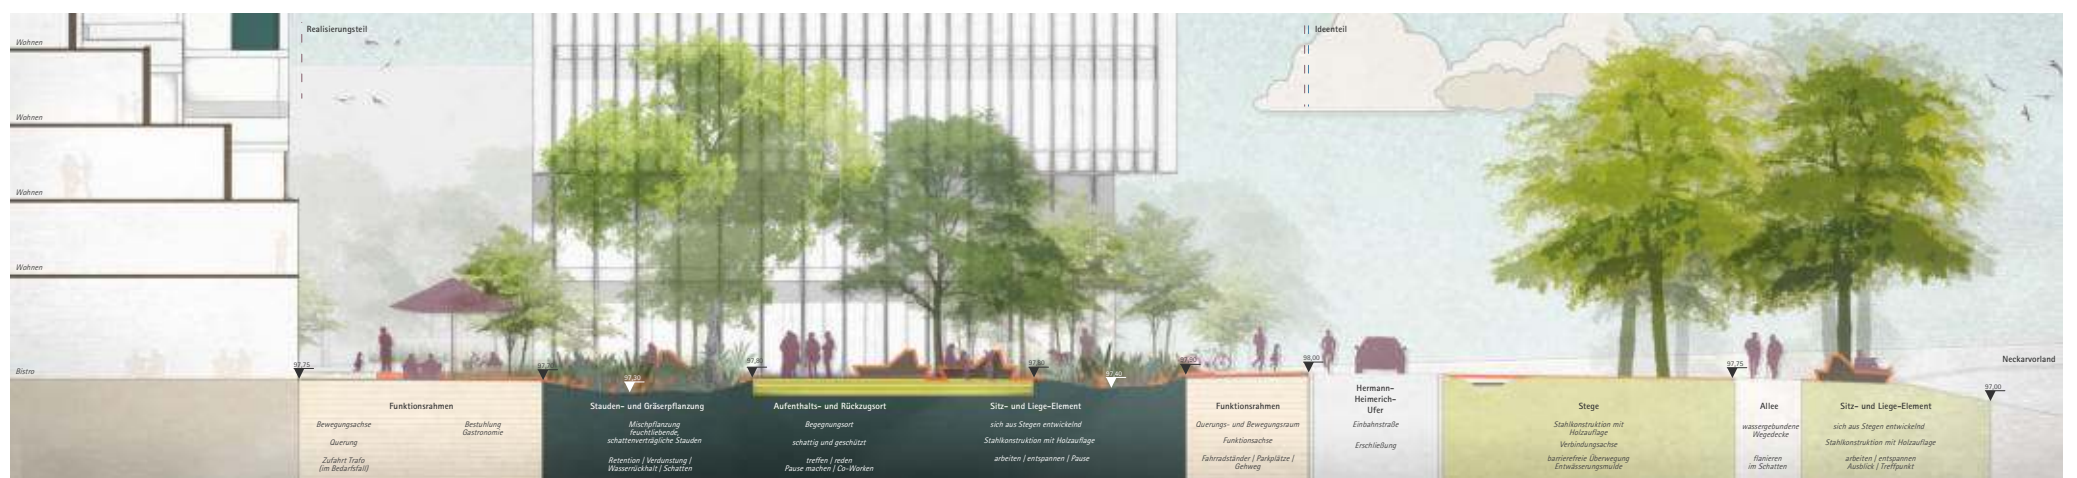 Realisierungsteil
Ideenteil
Wohnen
Wohnen
Wohnen
Wohnen
Bistro
Neckarvorland
97,75
97,30
97,80
97,80
97,40
98,00
97,75
97,00
Funktionsrahmen
Bewegungsachse
Querung
Zufahrt Trafo
(im Bedarfsfall)
Bestuhlung
Gastronomie
Stauden- und Gräserpflanzung
Mischpflanzung
feuchtliebende,
schattenverträgliche Stauden
Retention | Verdunstung |
Wasserrückhalt | Schatten
Aufenthalts- und Rückzugsort
Begegnungsort
schattig und geschützt
treffen | reden
Pause machen | Co-Working
Sitz- und Liege-Element
sich aus Stegen entwickelnd
Stahlkonstruktion mit Holzauflage
arbeiten | entspannen | Pause
Funktionsrahmen
Querungs- und Bewegungsraum
Funktionsachse
Fahrradständer | Parkplätze |
Gehweg
Hermann-
Heimerich-
Ufer
Einbahnstraße
Erschließung
Stege
Stahlkonstruktion mit
Holzauflage
Verbindungsachse
barrierefreie Überwegung
Entwässerungsmulde
Allee
wassergebundene
Wegedecke
flanieren
im Schatten
Sitz- und Liege-Element
sich aus Stegen entwickelnd
Stahlkonstruktion mit Holzauflage
arbeiten | entspannen
Ausblick | Treffpunkt